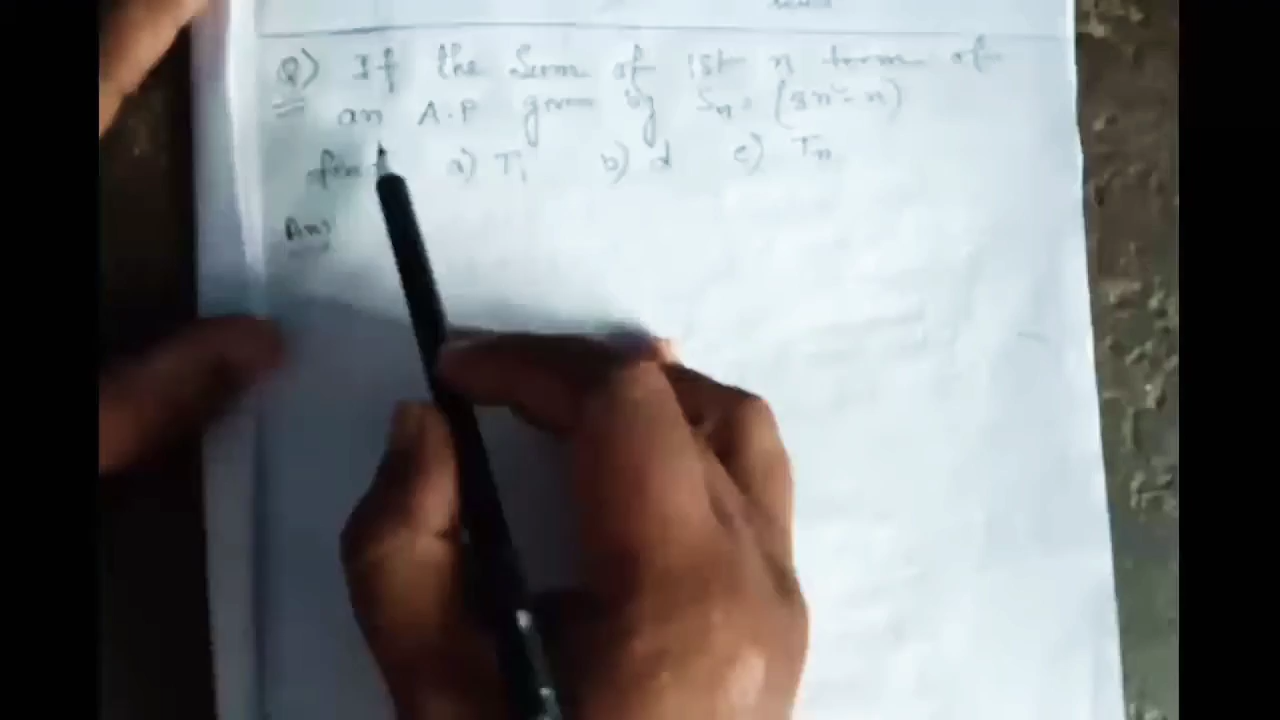 Q) If the Sum of 1st n term of
an A.P given by Sn = (3n² - n)
find a) T₁ b) d c) Tn
Ans